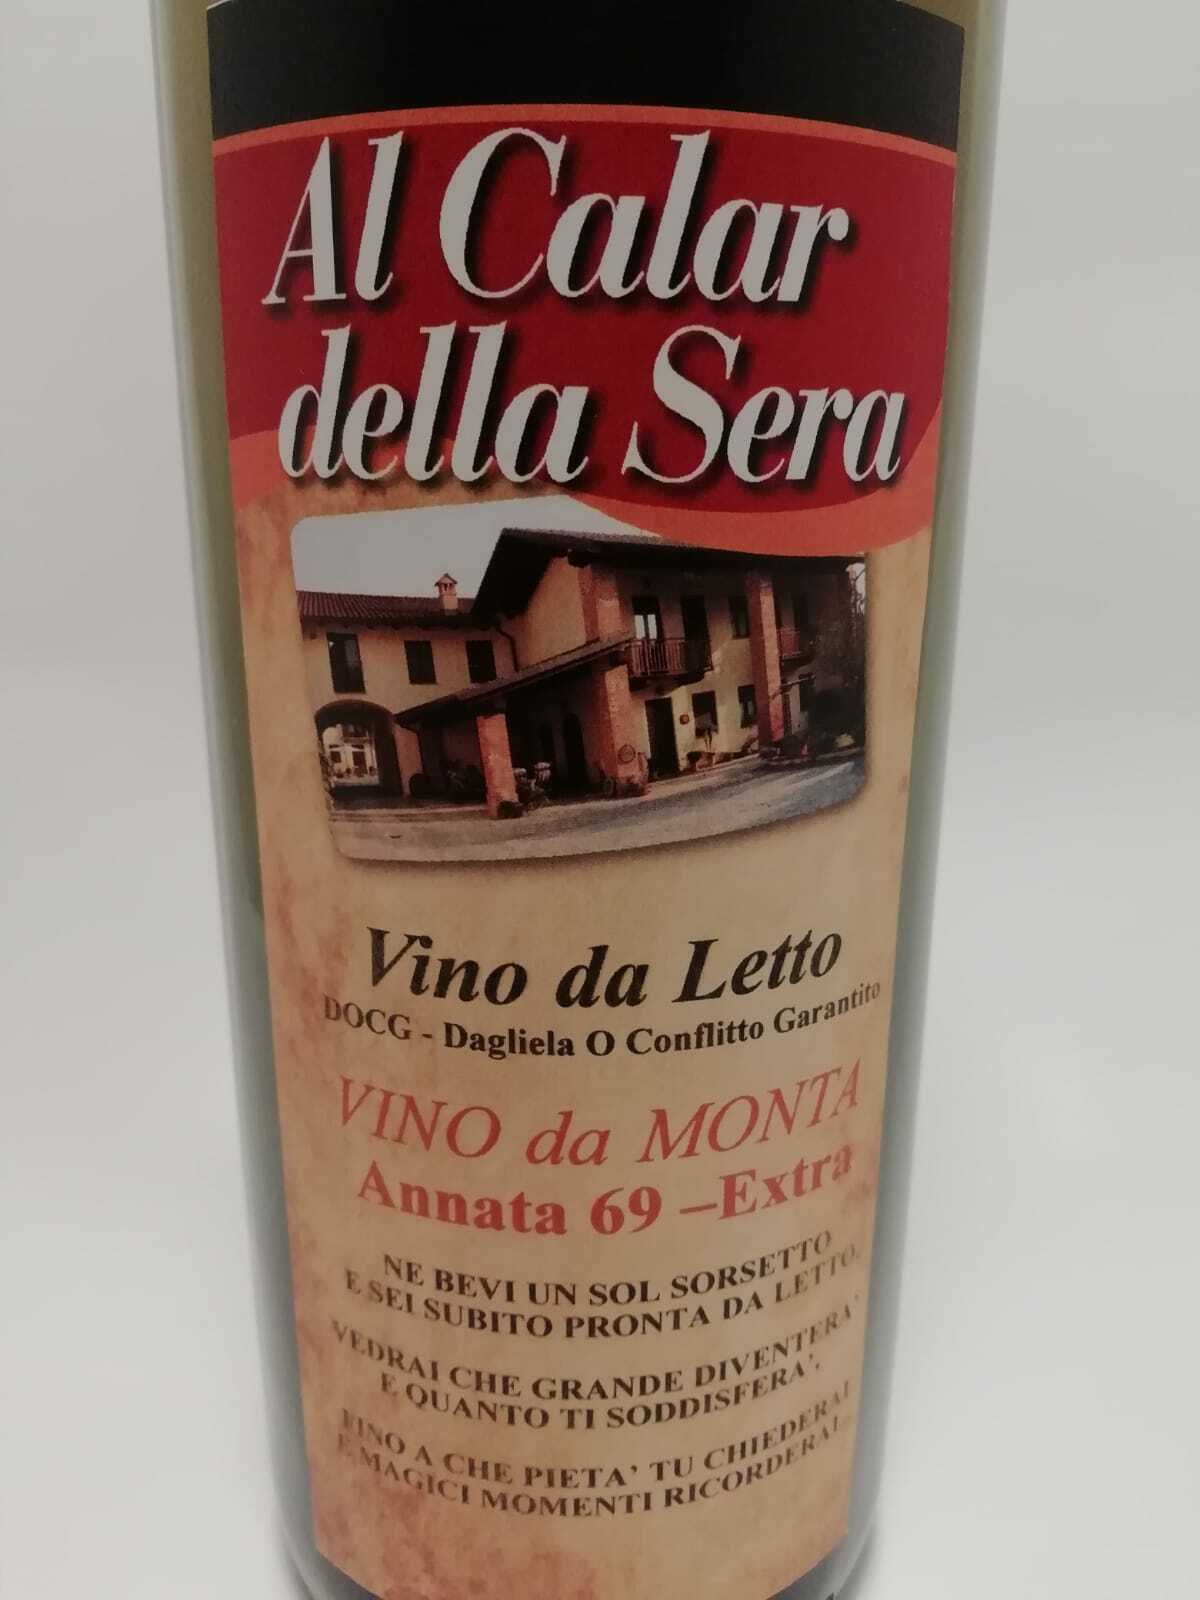 Al Calar
della Sera
Vino da Letto
DOCG - Dagliela O Conflitto Garantito
VINO da MONTA
Annata 69 –Extra
NE BEVI UN SOL SORSETTO
E SEI SUBITO PRONTA DA LETTO.
VEDRAI CHE GRANDE DIVENTERA'
E QUANTO TI SODDISFERA'.
FINO A CHE PIETA' TU CHIEDERAI
E MAGICI MOMENTI RICORDERAI..